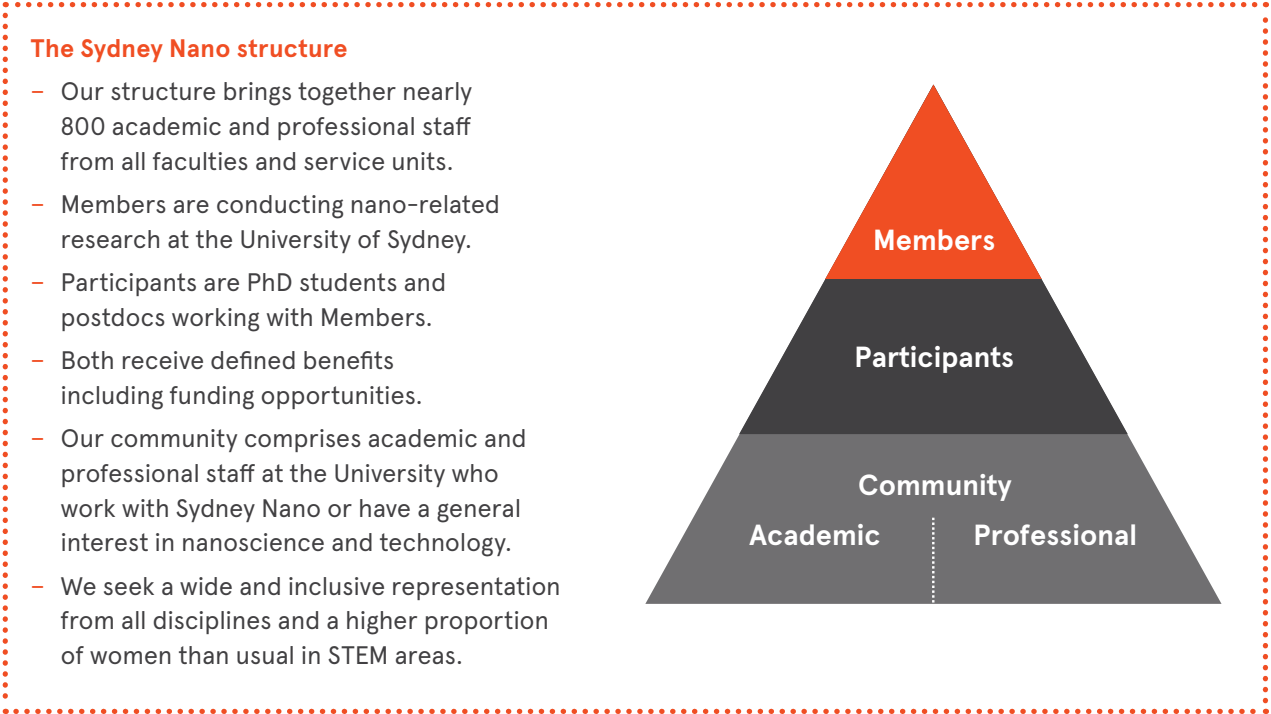 The Sydney Nano structure
– Our structure brings together nearly
800 academic and professional staff
from all faculties and service units.
– Members are conducting nano-related
research at the University of Sydney.
– Participants are PhD students and
postdocs working with Members.
– Both receive defined benefits
including funding opportunities.
– Our community comprises academic and
professional staff at the University who
work with Sydney Nano or have a general
interest in nanoscience and technology.
– We seek a wide and inclusive representation
from all disciplines and a higher proportion
of women than usual in STEM areas.
Members
Participants
Community
Academic Professional